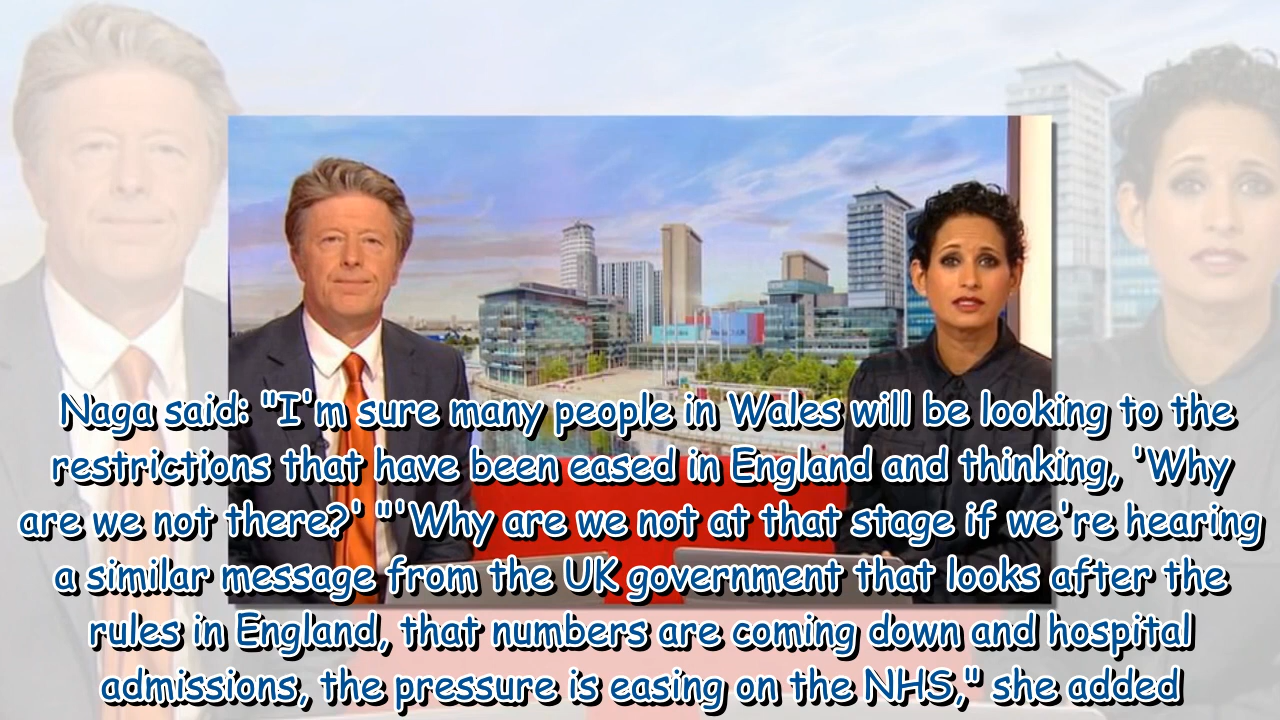 Naga said: "I'm sure many people in Wales will be looking to the
restrictions that have been eased in England and thinking, 'Why
are we not there?' "'Why are we not at that stage if we're hearing
a similar message from the UK government that looks after the
rules in England, that numbers are coming down and hospital
admissions, the pressure is easing on the NHS," she added